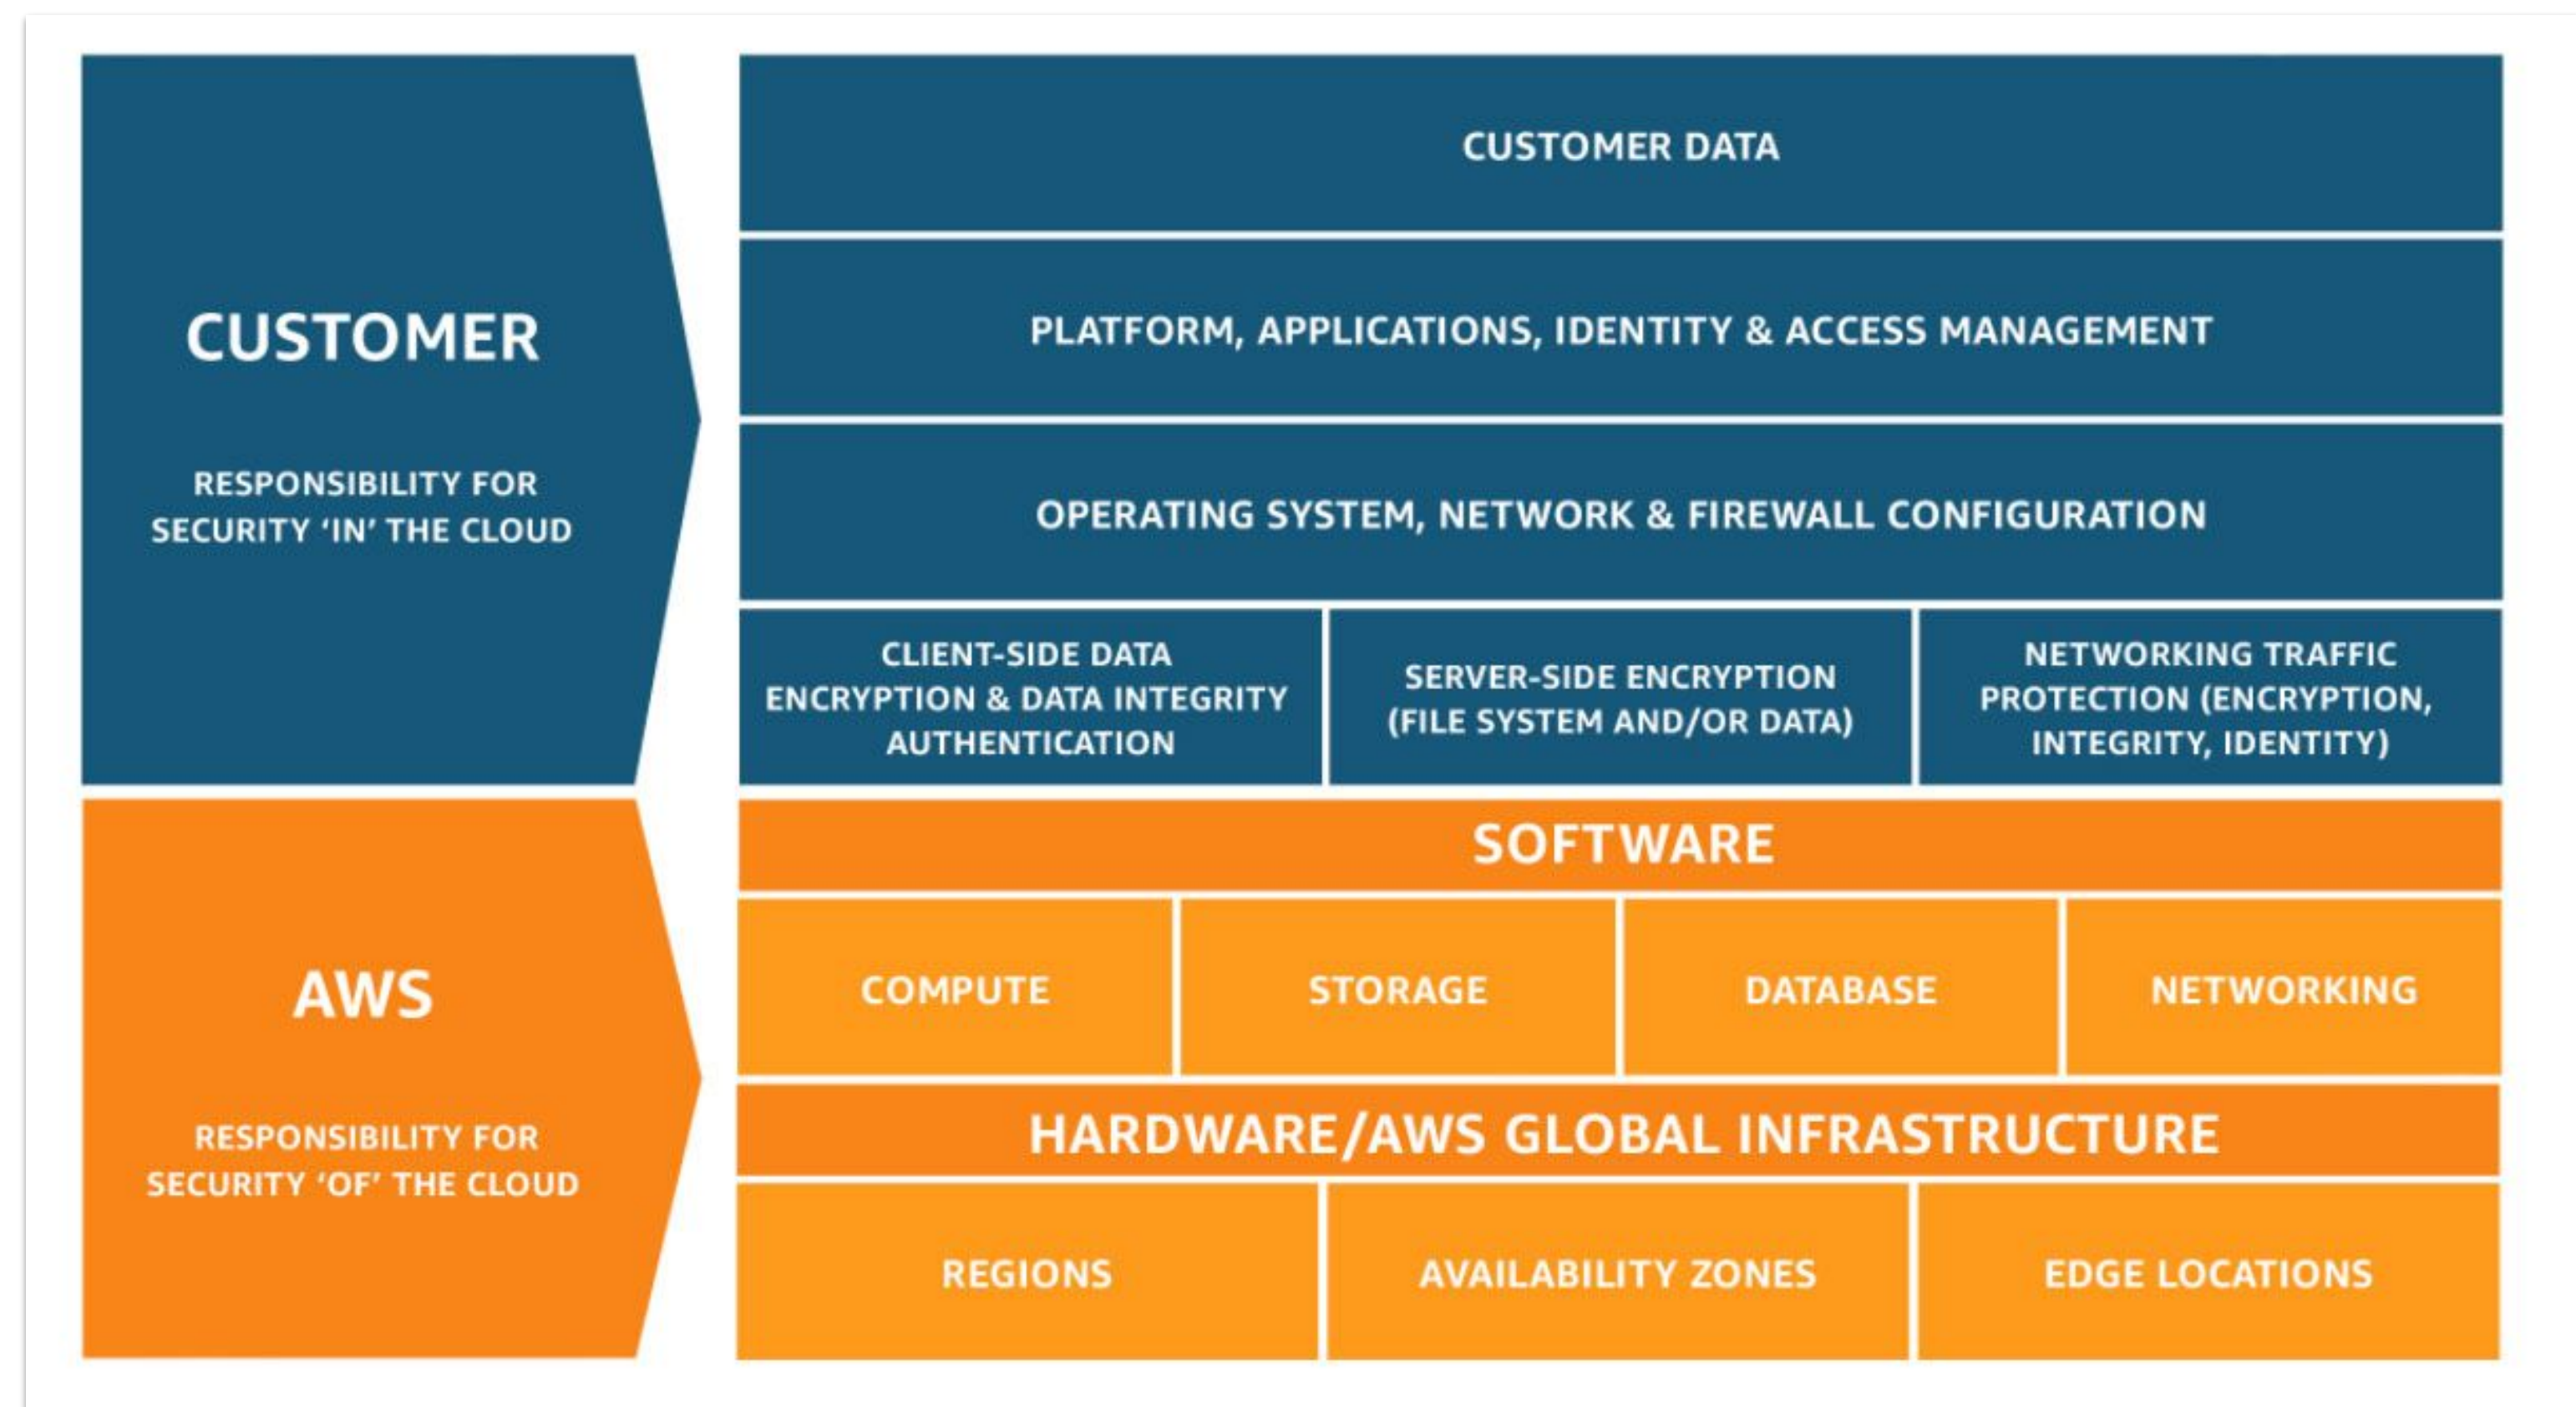 CUSTOMER
RESPONSIBILITY FOR
SECURITY ‘IN’ THE CLOUD
CUSTOMER DATA
PLATFORM, APPLICATIONS, IDENTITY & ACCESS MANAGEMENT
OPERATING SYSTEM, NETWORK & FIREWALL CONFIGURATION
CLIENT-SIDE DATA
ENCRYPTION & DATA INTEGRITY
AUTHENTICATION
SERVER-SIDE ENCRYPTION
(FILE SYSTEM AND/OR DATA)
NETWORKING TRAFFIC
PROTECTION (ENCRYPTION,
INTEGRITY, IDENTITY)
AWS
RESPONSIBILITY FOR
SECURITY ‘OF’ THE CLOUD
SOFTWARE
COMPUTE
STORAGE
DATABASE
NETWORKING
HARDWARE/AWS GLOBAL INFRASTRUCTURE
REGIONS
AVAILABILITY ZONES
EDGE LOCATIONS